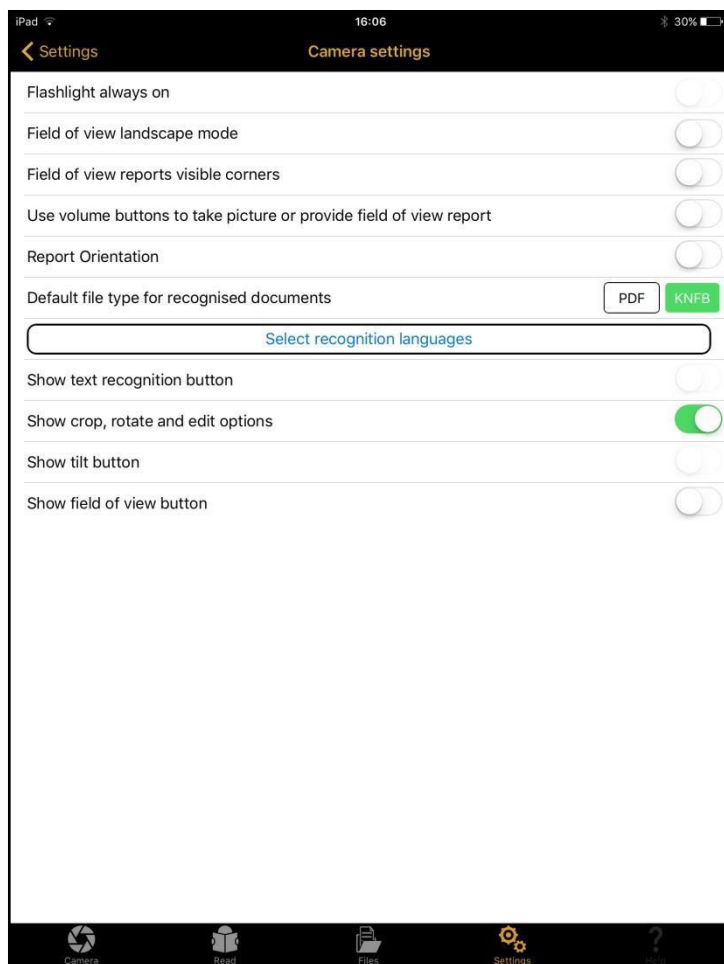 iPad 16:06 30%
Settings Camera settings
Flashlight always on
Field of view landscape mode
Field of view reports visible corners
Use volume buttons to take picture or provide field of view report
Report Orientation
Default file type for recognised documents PDF KNFB
Select recognition languages
Show text recognition button
Show crop, rotate and edit options
Show tilt button
Show field of view button
Camera Read Files Settings Help